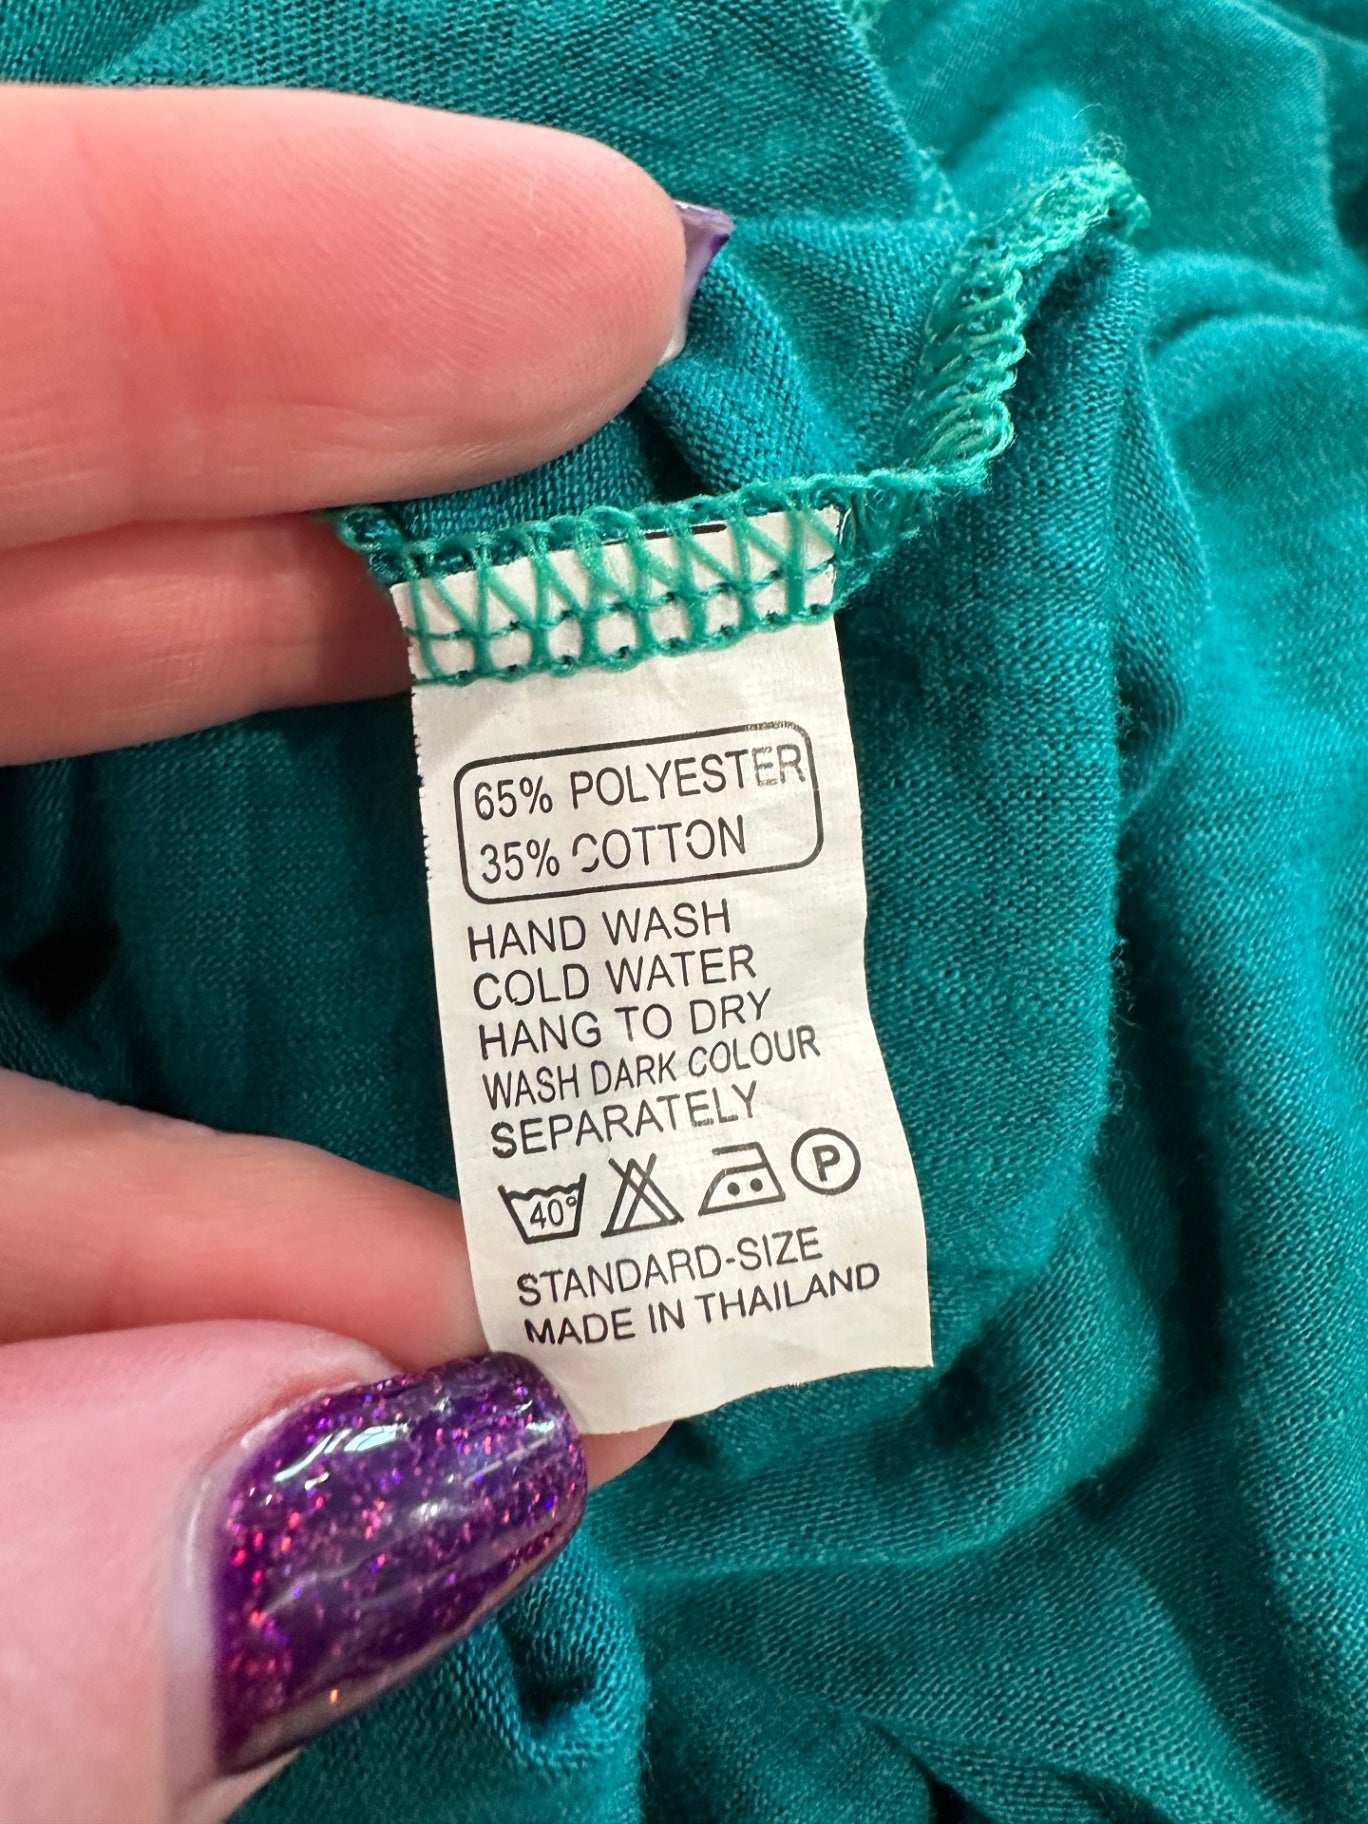 65% POLYESTER
35% COTTON
HAND WASH
COLD WATER
HANG TO DRY
WASH DARK COLOUR
SEPARATELY
40° P
STANDARD-SIZE
MADE IN THAILAND